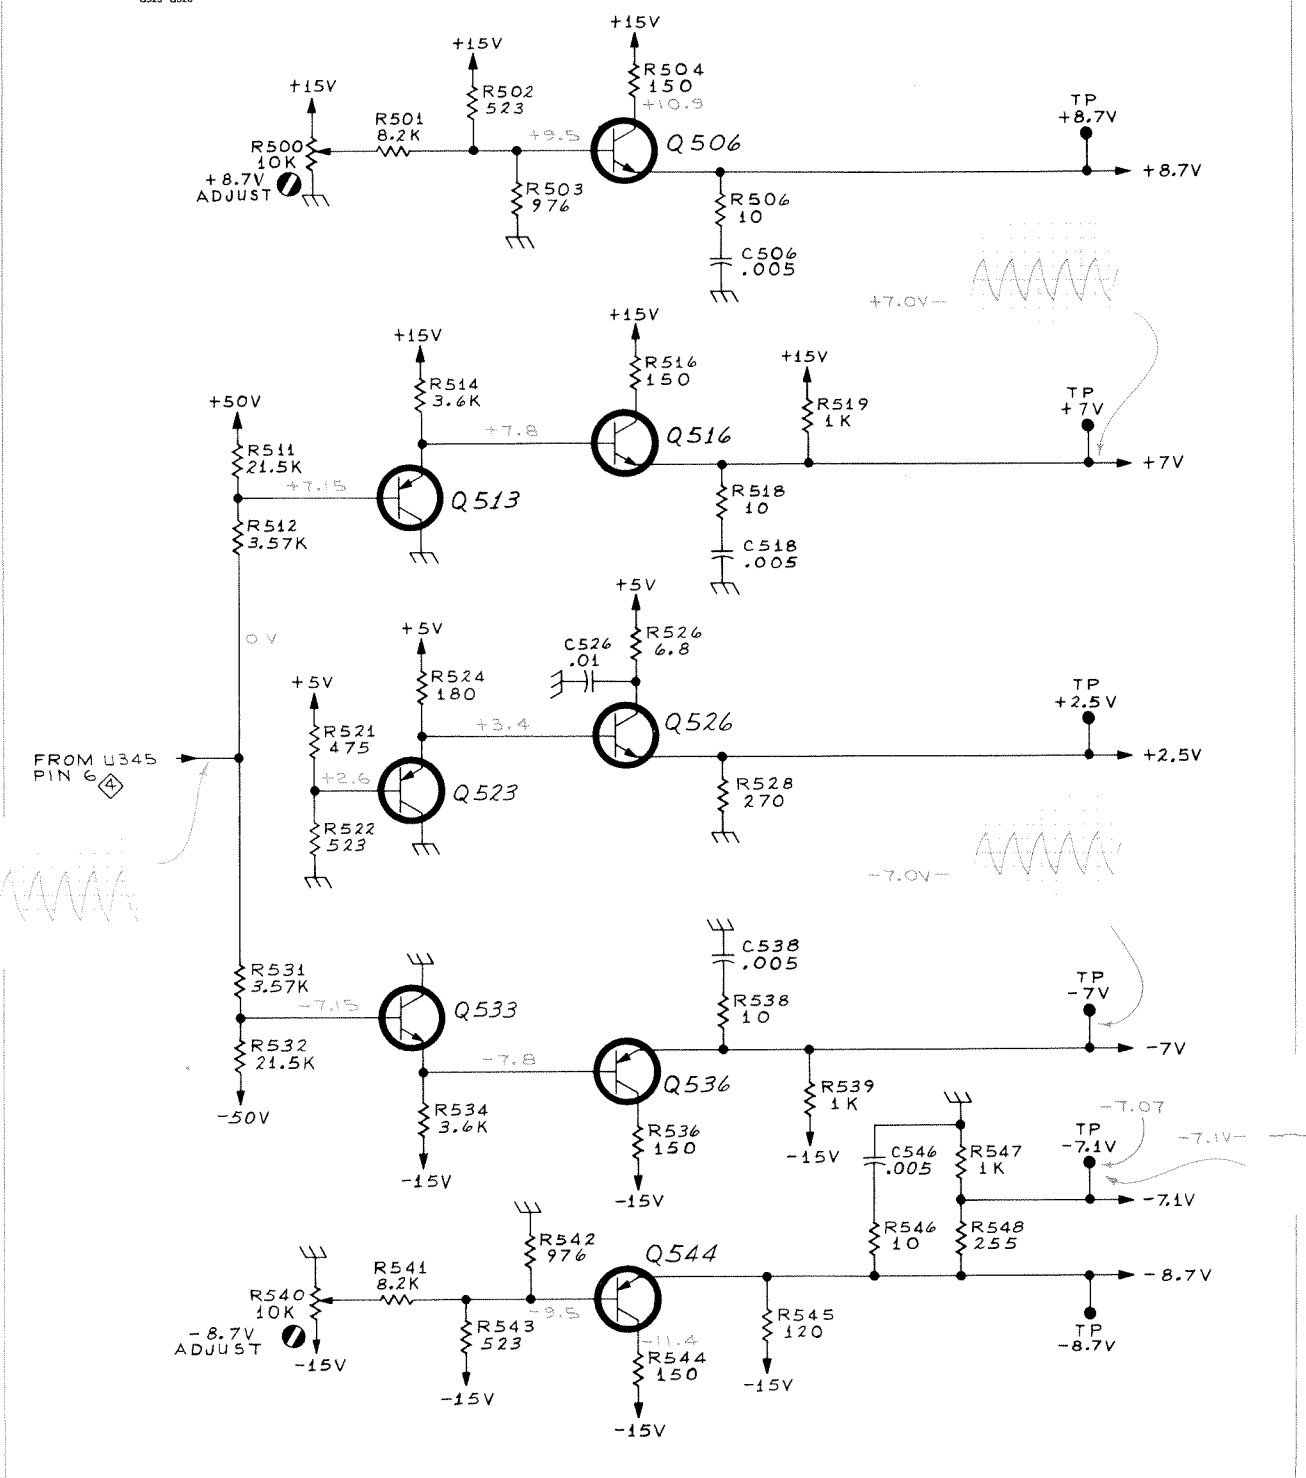 +15V
+15V
+15V
R504
150
+10.9
R502
523
R501
8.2K
R500
10K
+8.7V
ADJUST
+9.5
Q506
R503
976
TP
+8.7V
+8.7V
R506
10
C506
.005
+7.0V—
+15V
+15V
+15V
R516
150
R514
3.6K
R519
1K
TP
+7V
+50V
R511
21.5K
+7.8
Q516
+7V
+7.15
Q513
R518
10
R512
3.57K
C518
.005
+5V
0V
+5V
C526
.01
R526
6.8
R524
180
+5V
TP
+2.5V
R521
475
+3.4
Q526
FROM U345
PIN 6 4
+2.5V
+2.6
Q523
R528
270
R522
523
-7.0V—
C538
.005
R531
3.57K
-7.15
Q533
R538
10
TP
-7V
R532
21.5K
-7.8
Q536
-7V
-50V
R534
3.6K
R539
1K
R536
150
-7.07
-15V
-15V
-15V
C546
.005
R547
1K
TP
-7.1V
-7.1V—
-7.1V
R542
976
Q544
R546
10
R548
255
R541
8.2K
R540
10K
-8.7V
ADJUST
-15V
-9.5
R543
523
-15V
-11.4
R544
150
-15V
R545
120
-15V
-8.7V
TP
-8.7V